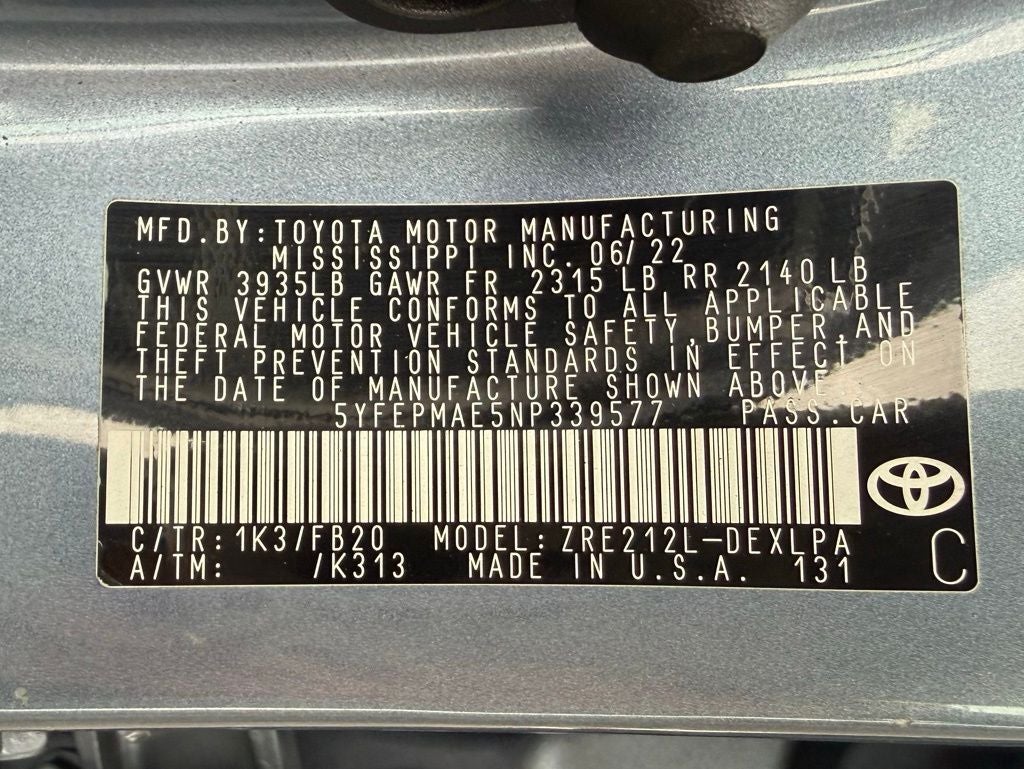 MFD.BY:TOYOTA MOTOR MANUFACTURING
MISSISSIPPI INC. 06/22
GVWR 3935LB GAWR FR 2315 LB RR 2140 LB
THIS VEHICLE CONFORMS TO ALL APPLICABLE
FEDERAL MOTOR VEHICLE SAFETY,BUMPER,AND
THEFT PREVENTION STANDARDS IN EFFECT ON
THE DATE OF MANUFACTURE SHOWN ABOVE.
5YFEPMAE5NP339577 PASS.CAR
C/TR:1K3/FB20 MODEL:ZRE212L-DEXLPA
A/TM: /K313 MADE IN U.S.A. 131
C